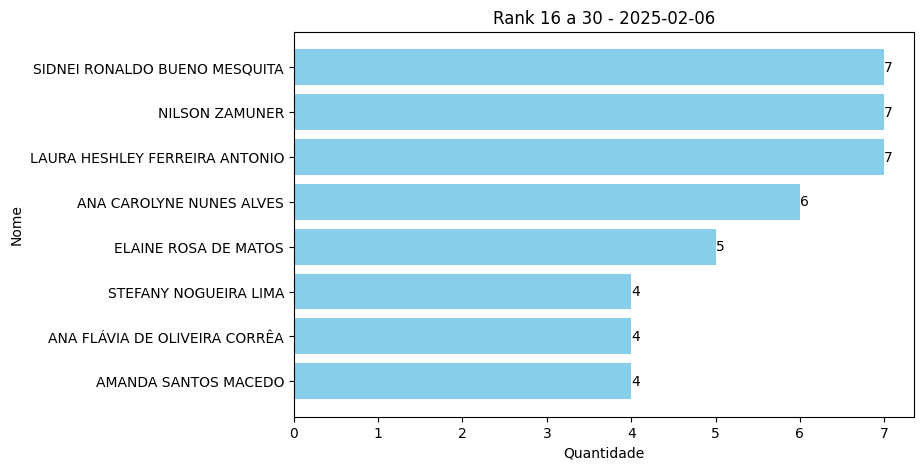 Rank 16 a 30 - 2025-02-06
SIDNEI RONALDO BUENO MESQUITA 7
NILSON ZAMUNER 7
LAURA HESHLEY FERREIRA ANTONIO 7
ANA CAROLYNE NUNES ALVES 6
ELAINE ROSA DE MATOS 5
STEFANY NOGUEIRA LIMA 4
ANA FLÁVIA DE OLIVEIRA CORRÊA 4
AMANDA SANTOS MACEDO 4
Nome
0 1 2 3 4 5 6 7
Quantidade